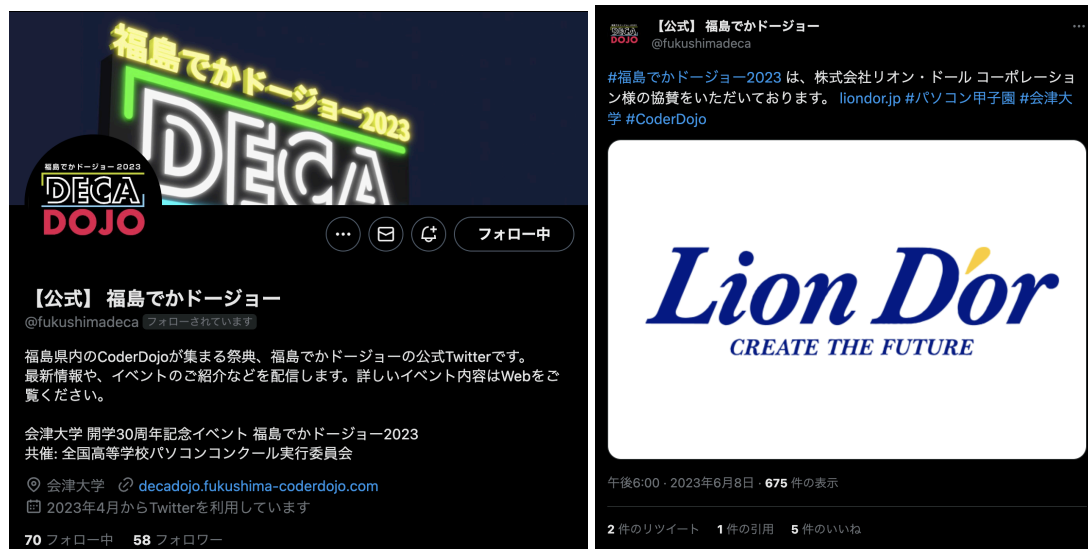 福島でかドージョー2023
DECA
福島でかドージョー2023
DECA
DOJO
フォロー中
【公式】 福島でかドージョー
@fukushimadeca フォローされています
福島県内のCoderDojoが集まる祭典、福島でかドージョーの公式Twitterです。
最新情報や、イベントのご紹介などを配信します。詳しいイベント内容はWebをご
覧ください。
会津大学 開学30周年記念イベント 福島でかドージョー2023
共催: 全国高等学校パソコンコンクール実行委員会
会津大学 decadojo.fukushima-coderdojo.com
2023年4月からTwitterを利用しています
70 フォロー中 58 フォロワー
DECA
DOJO
【公式】 福島でかドージョー
@fukushimadeca
#福島でかドージョー2023 は、株式会社リオン・ドール コーポレーショ
ン様の協賛をいただいております。 liondor.jp #パソコン甲子園 #会津大
学 #CoderDojo
Lion D'or
CREATE THE FUTURE
午後6:00 · 2023年6月8日 · 675 件の表示
2 件のリツイート 1 件の引用 5 件のいいね